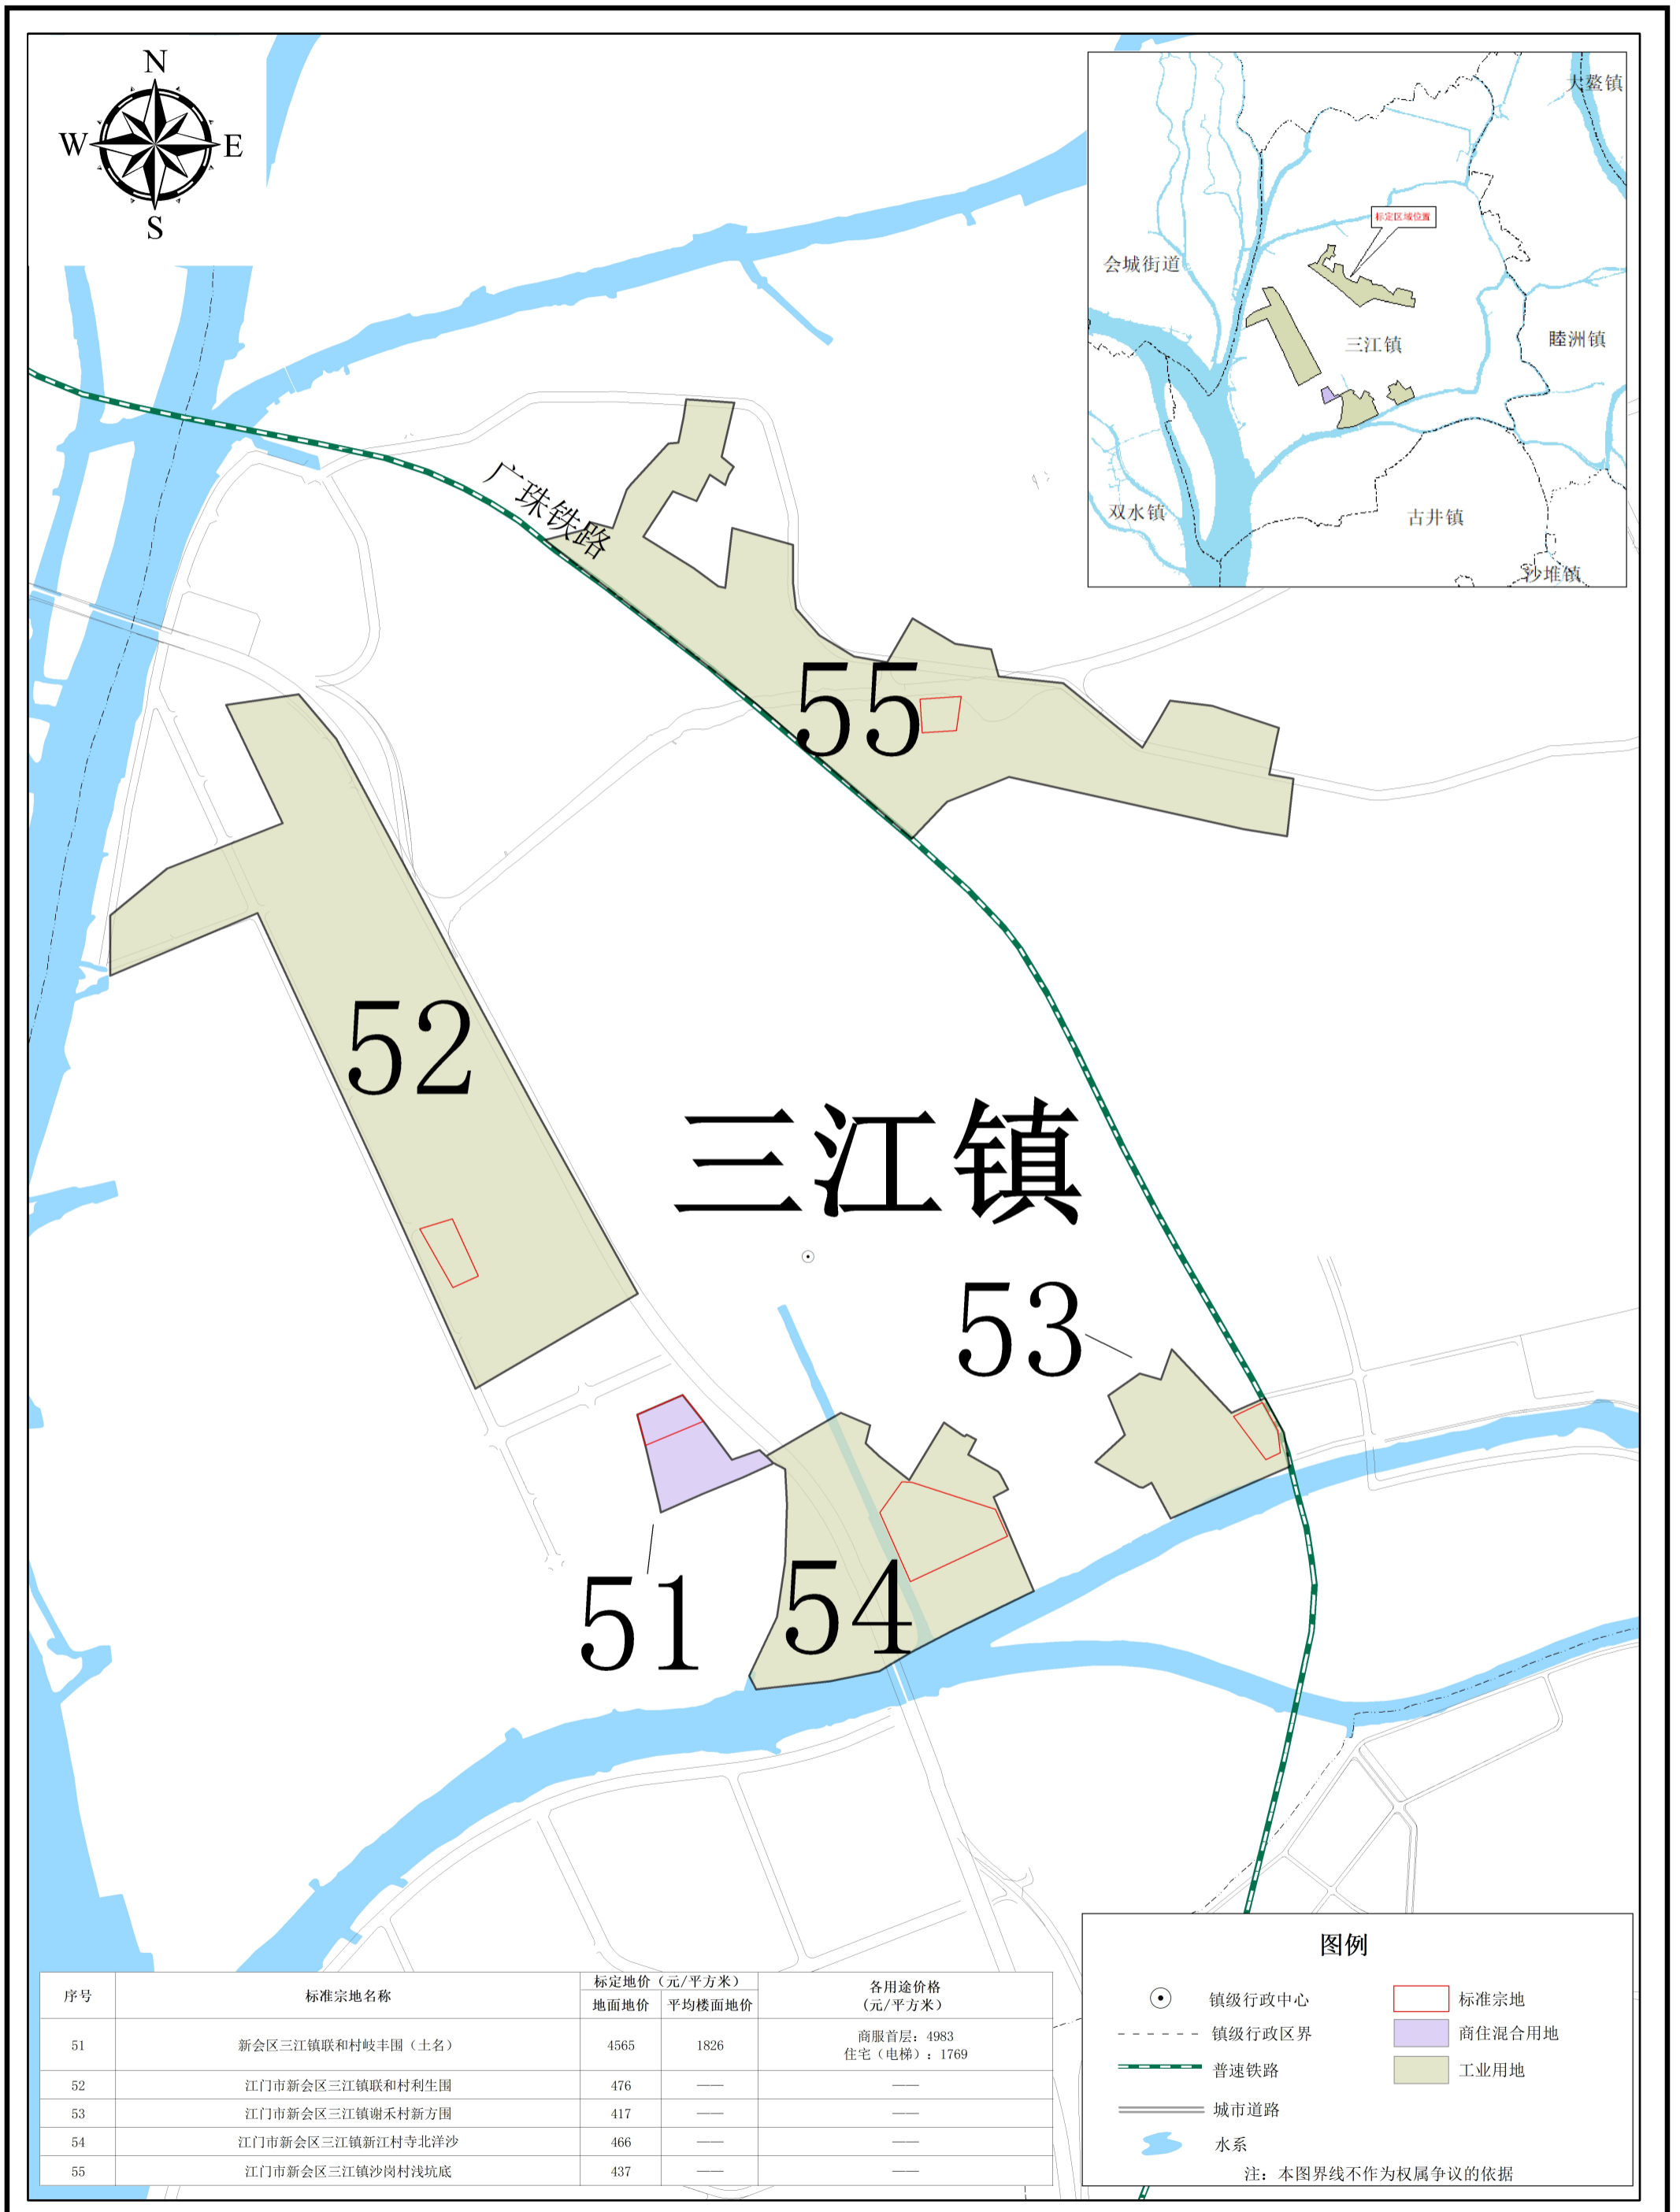 N
W
E
S
大鳌镇
标定区域位置
会城街道
三江镇
睦洲镇
双水镇
古井镇
沙堆镇
广珠铁路
55
52
三江镇
53
51
54
图例
镇级行政中心
标准宗地
镇级行政区界
商住混合用地
普速铁路
工业用地
城市道路
水系
注：本图界线不作为权属争议的依据
序号 标准宗地名称 标定地价（元/平方米） 各用途价格（元/平方米）
地面地价 平均楼面地价
51 新会区三江镇联和村岐丰围（土名） 4565 1826 商服首层：4983
住宅（电梯）：1769
52 江门市新会区三江镇联和村利生围 476 —— ——
53 江门市新会区三江镇谢禾村新方围 417 —— ——
54 江门市新会区三江镇新江村寺北洋沙 466 —— ——
55 江门市新会区三江镇沙岗村浅坑底 437 —— ——